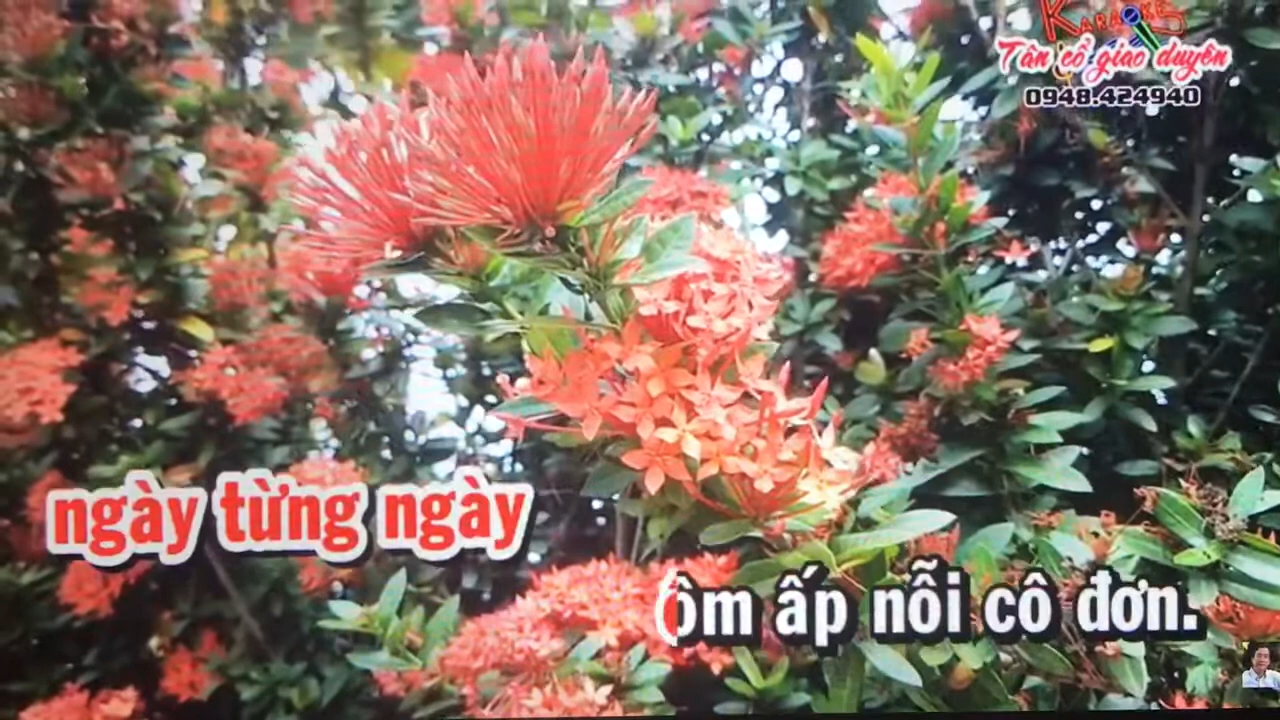 KARAOKE
Tân cổ giao duyên
0948.424940
ngày từng ngày
ôm ấp nỗi cô đơn.